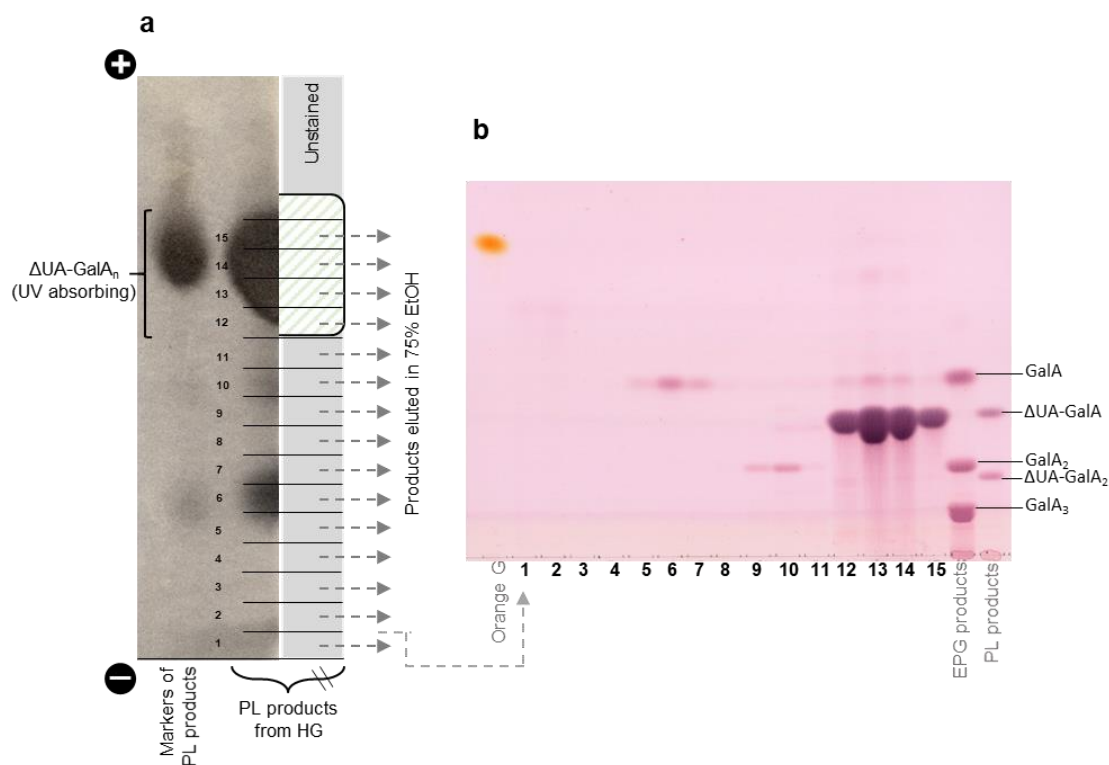 a
+
Unstained
ΔUA-GalAₙ
(UV absorbing)
15
14
13
12
11
10
9
8
7
6
5
4
3
2
1
Products eluted in 75% EtOH
−
Markers of
PL products
PL products
from HG
b
GalA
ΔUA-GalA
GalA₂
ΔUA-GalA₂
GalA₃
Orange G
1 2 3 4 5 6 7 8 9 10 11 12 13 14 15
EPG products
PL products